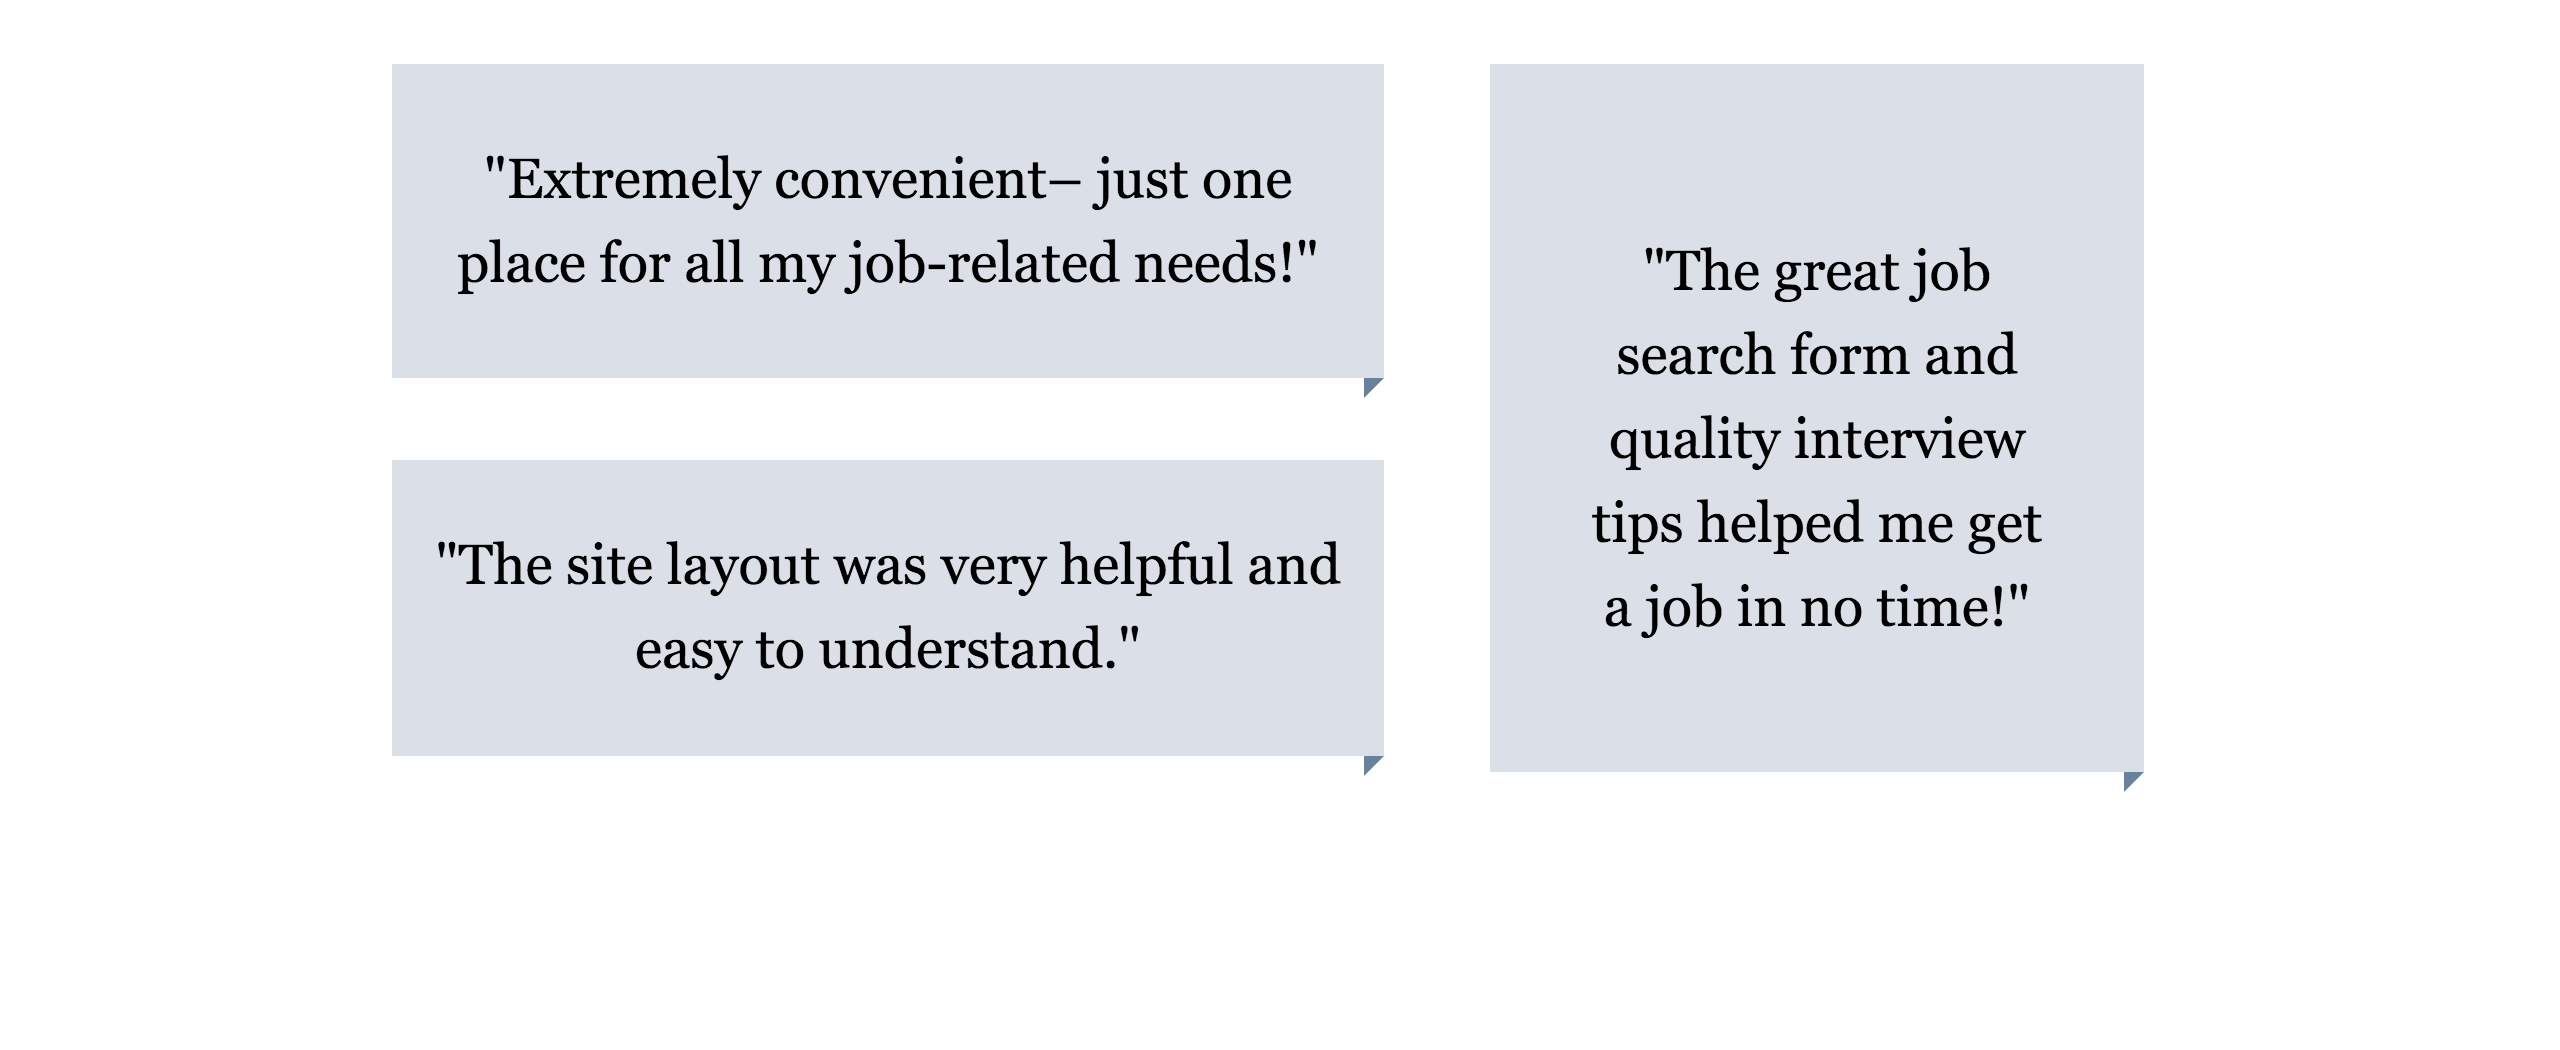 "Extremely convenient– just one
place for all my job-related needs!"
"The site layout was very helpful and
easy to understand."
"The great job
search form and
quality interview
tips helped me get
a job in no time!"